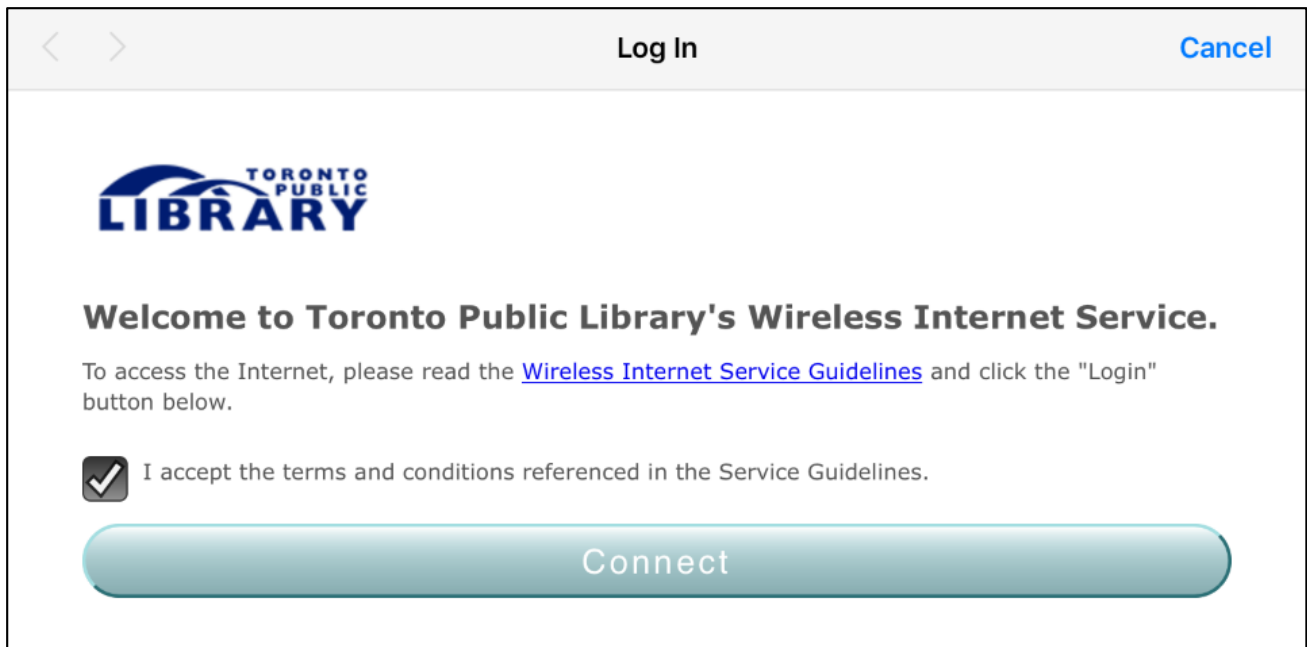 Log In
Cancel
TORONTO
PUBLIC
LIBRARY
Welcome to Toronto Public Library's Wireless Internet Service.
To access the Internet, please read the Wireless Internet Service Guidelines and click the "Login"
button below.
I accept the terms and conditions referenced in the Service Guidelines.
Connect